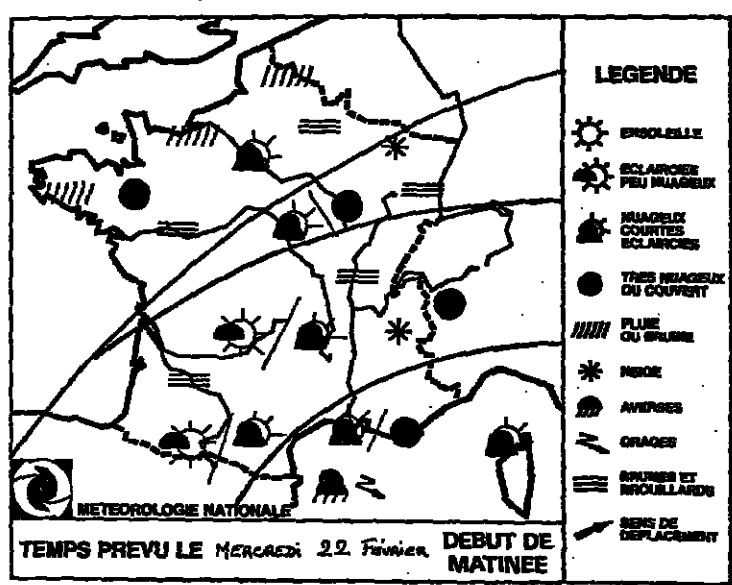 LEGENDE
ENSOLEILLE
ECLAIRCIES
PEU NUAGEUX
NUAGEUX
COURTES
ECLAIRCIES
TRES NUAGEUX
OU COUVERT
PLUIE
OU BRUINE
NEIGE
AVERSES
ORAGES
BRUMES ET
BROUILLARDS
SENS DE
DEPLACEMENT
METEOROLOGIE NATIONALE
TEMPS PREVU LE MERCREDI 22 Février DEBUT DE
MATINEE